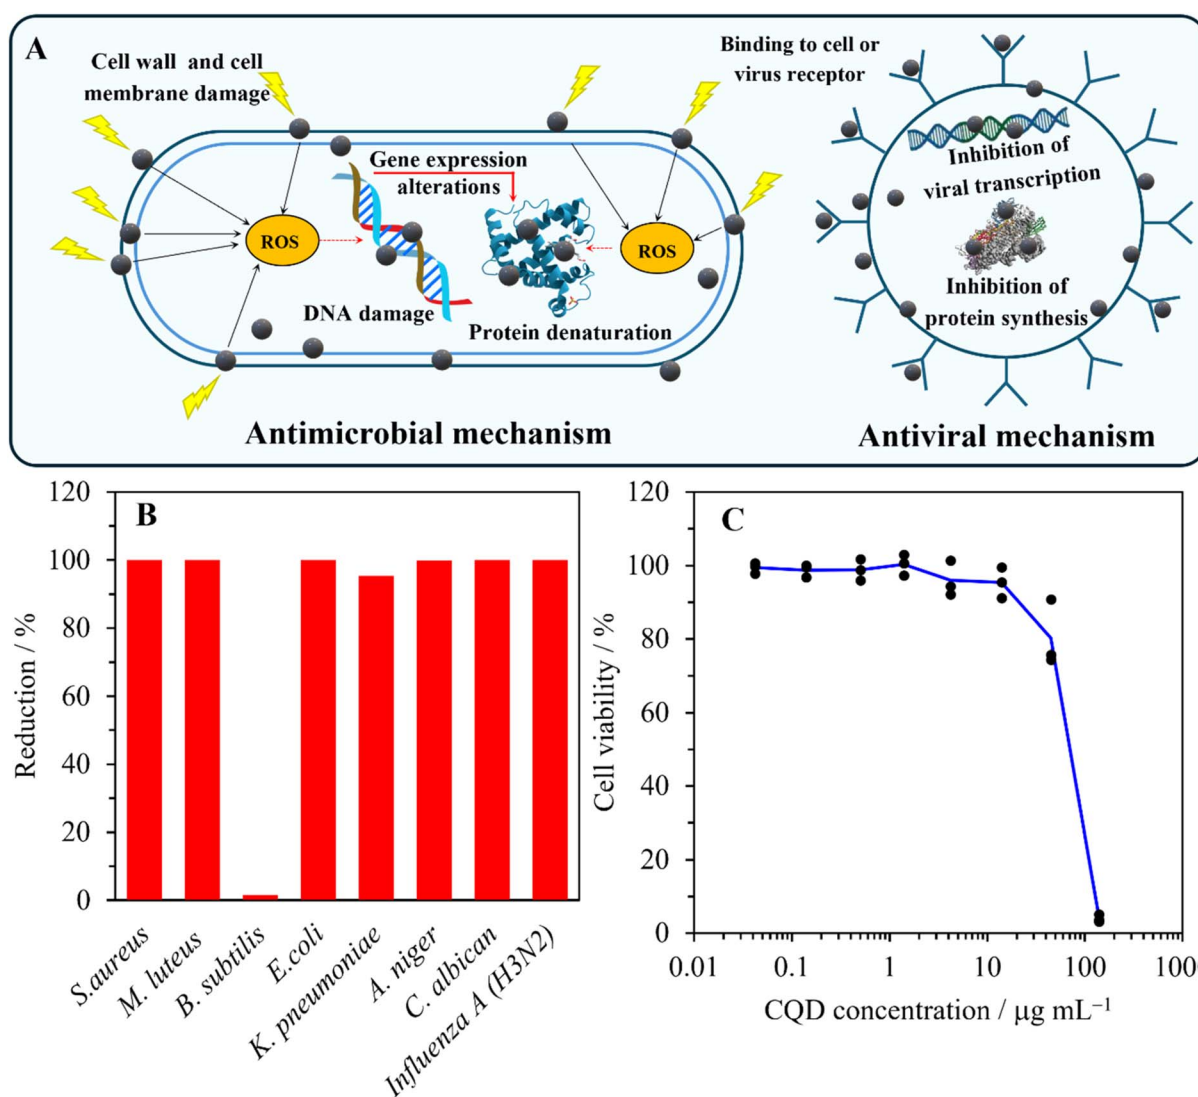 A
Cell wall and cell
membrane damage
Binding to cell or
virus receptor
Gene expression
alterations
ROS
ROS
DNA damage
Protein denaturation
Inhibition of
viral transcription
Inhibition of
protein synthesis
Antimicrobial mechanism
Antiviral mechanism
B
Reduction / %
120
100
80
60
40
20
0
S.aureus
M. luteus
B. subtilis
E.coli
K. pneumoniae
A. niger
C. albican
Influenza A (H3N2)
C
Cell viability / %
120
100
80
60
40
20
0
0.01
0.1
1
10
100
1000
CQD concentration / μg mL⁻¹